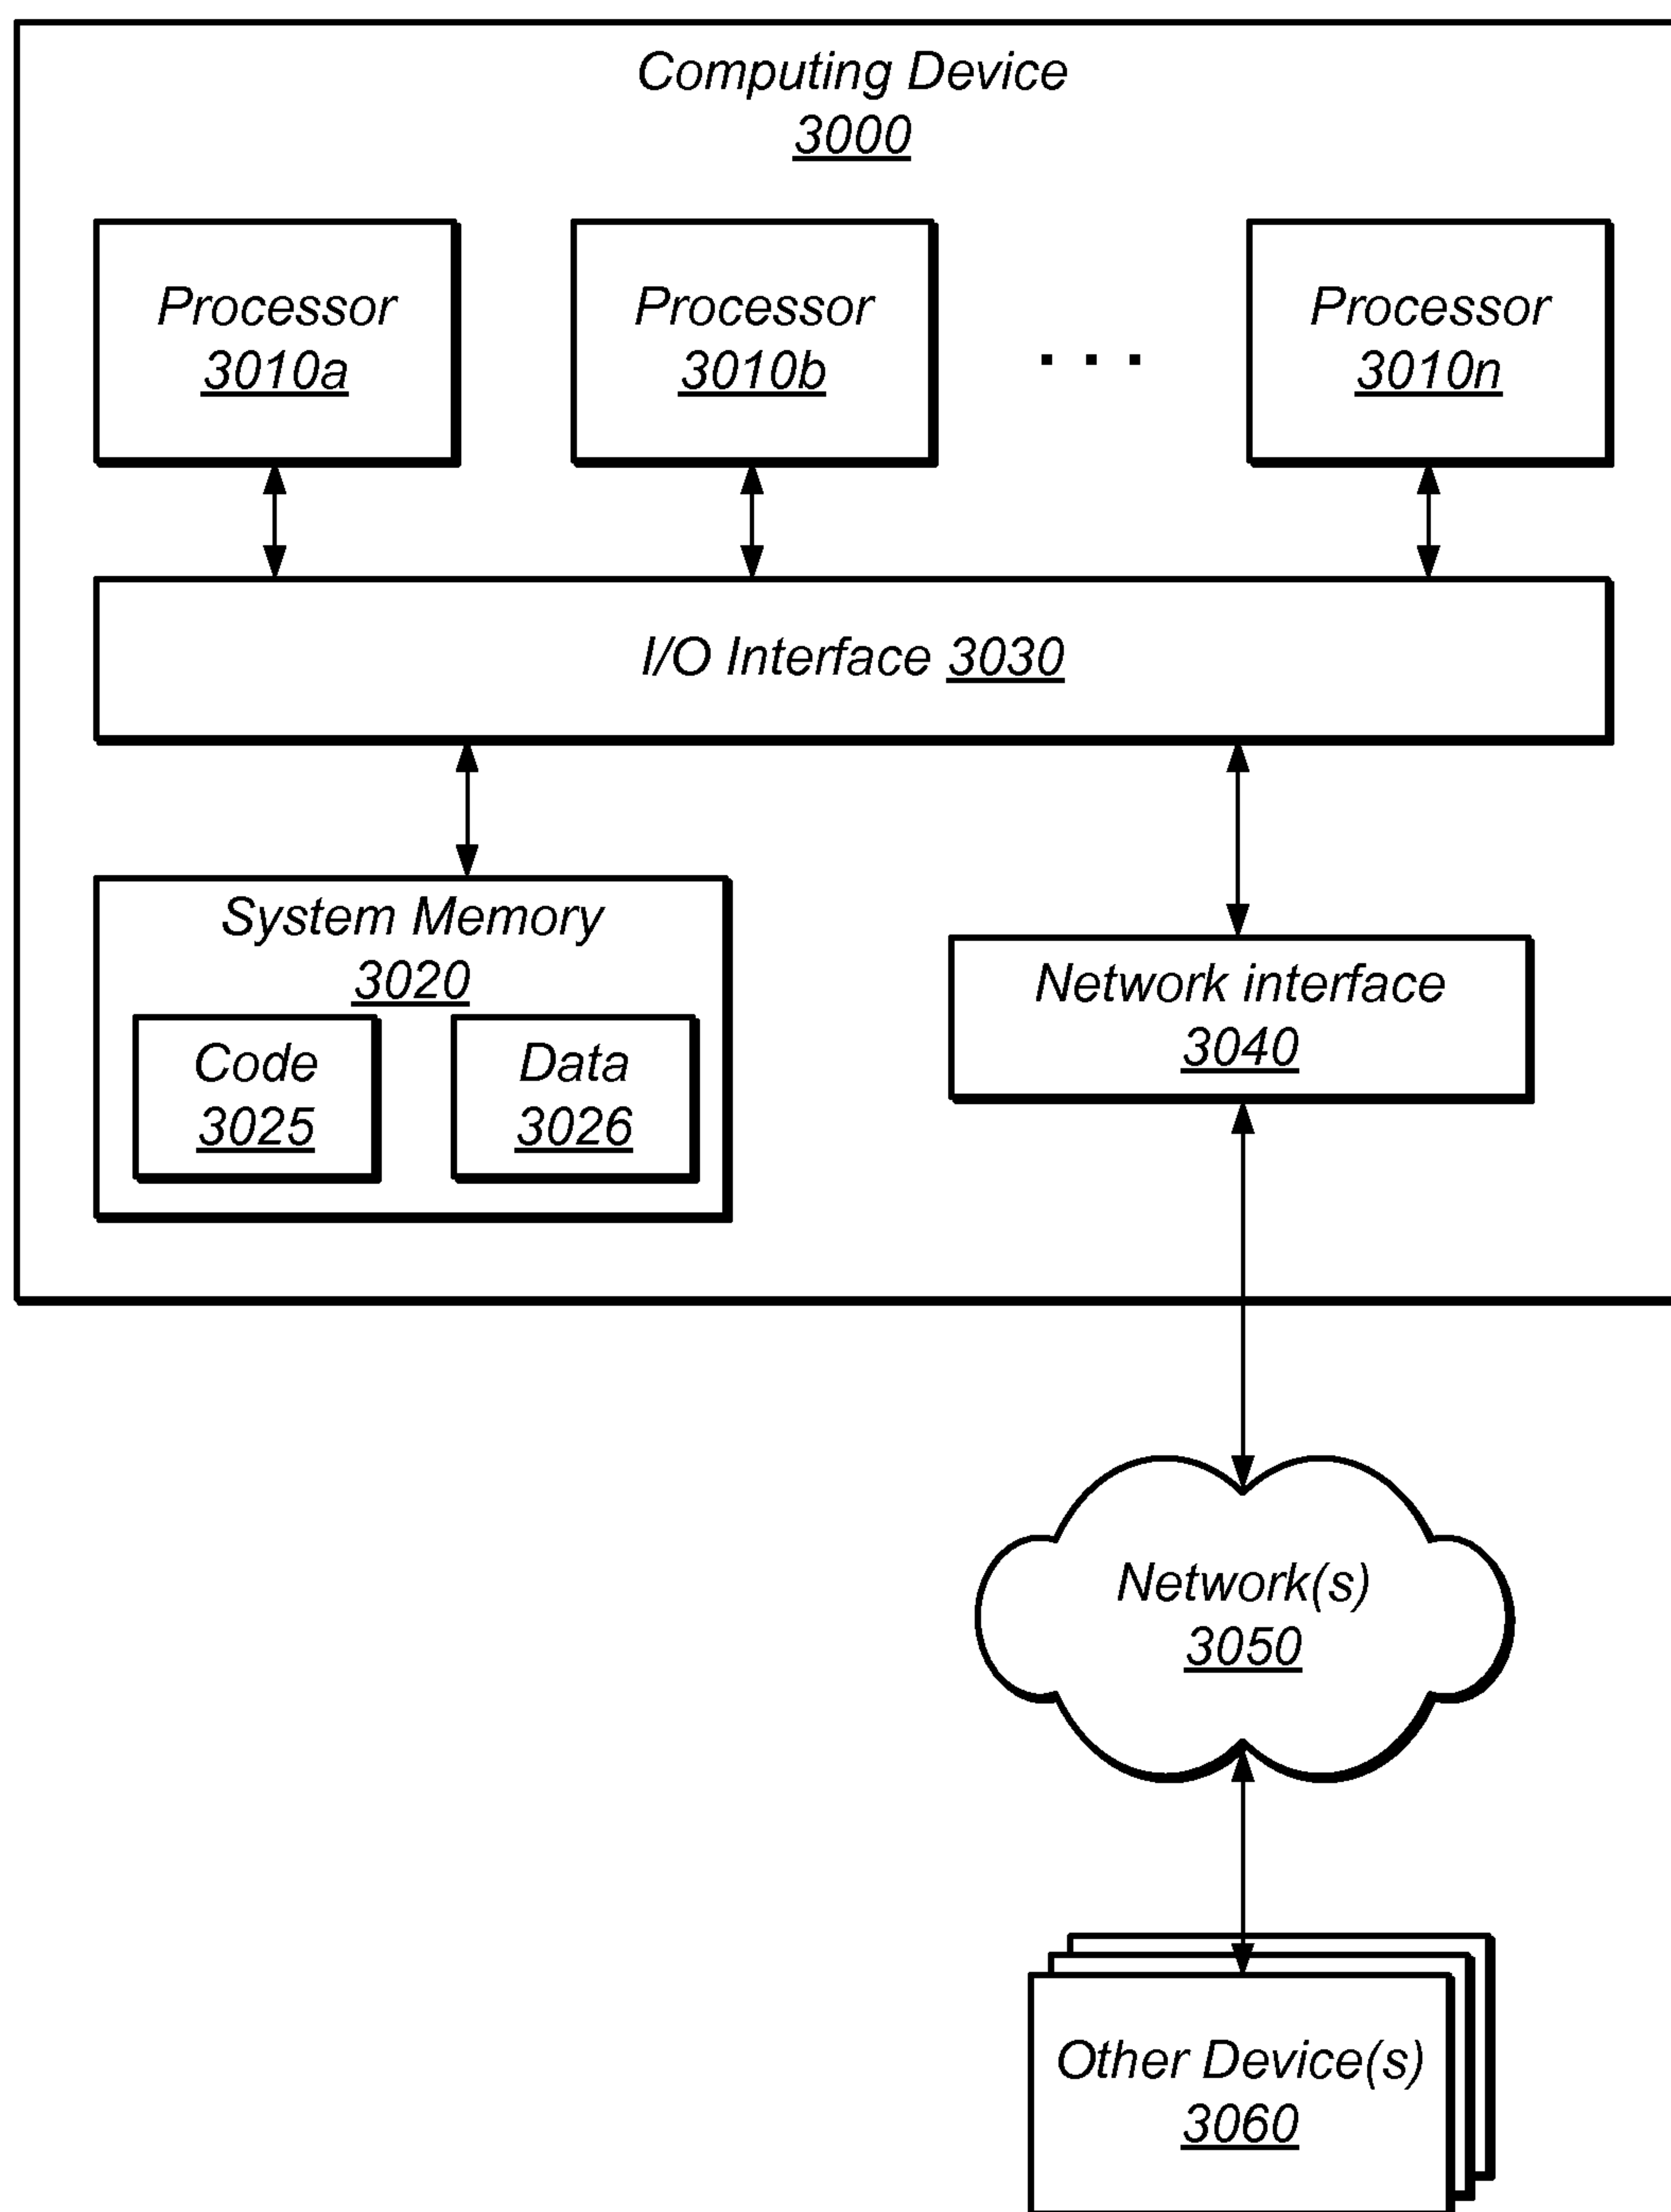 Computing Device
3000
Processor
3010a
Processor
3010b
. . .
Processor
3010n
I/O Interface 3030
System Memory
3020
Code
3025
Data
3026
Network interface
3040
Network(s)
3050
Other Device(s)
3060